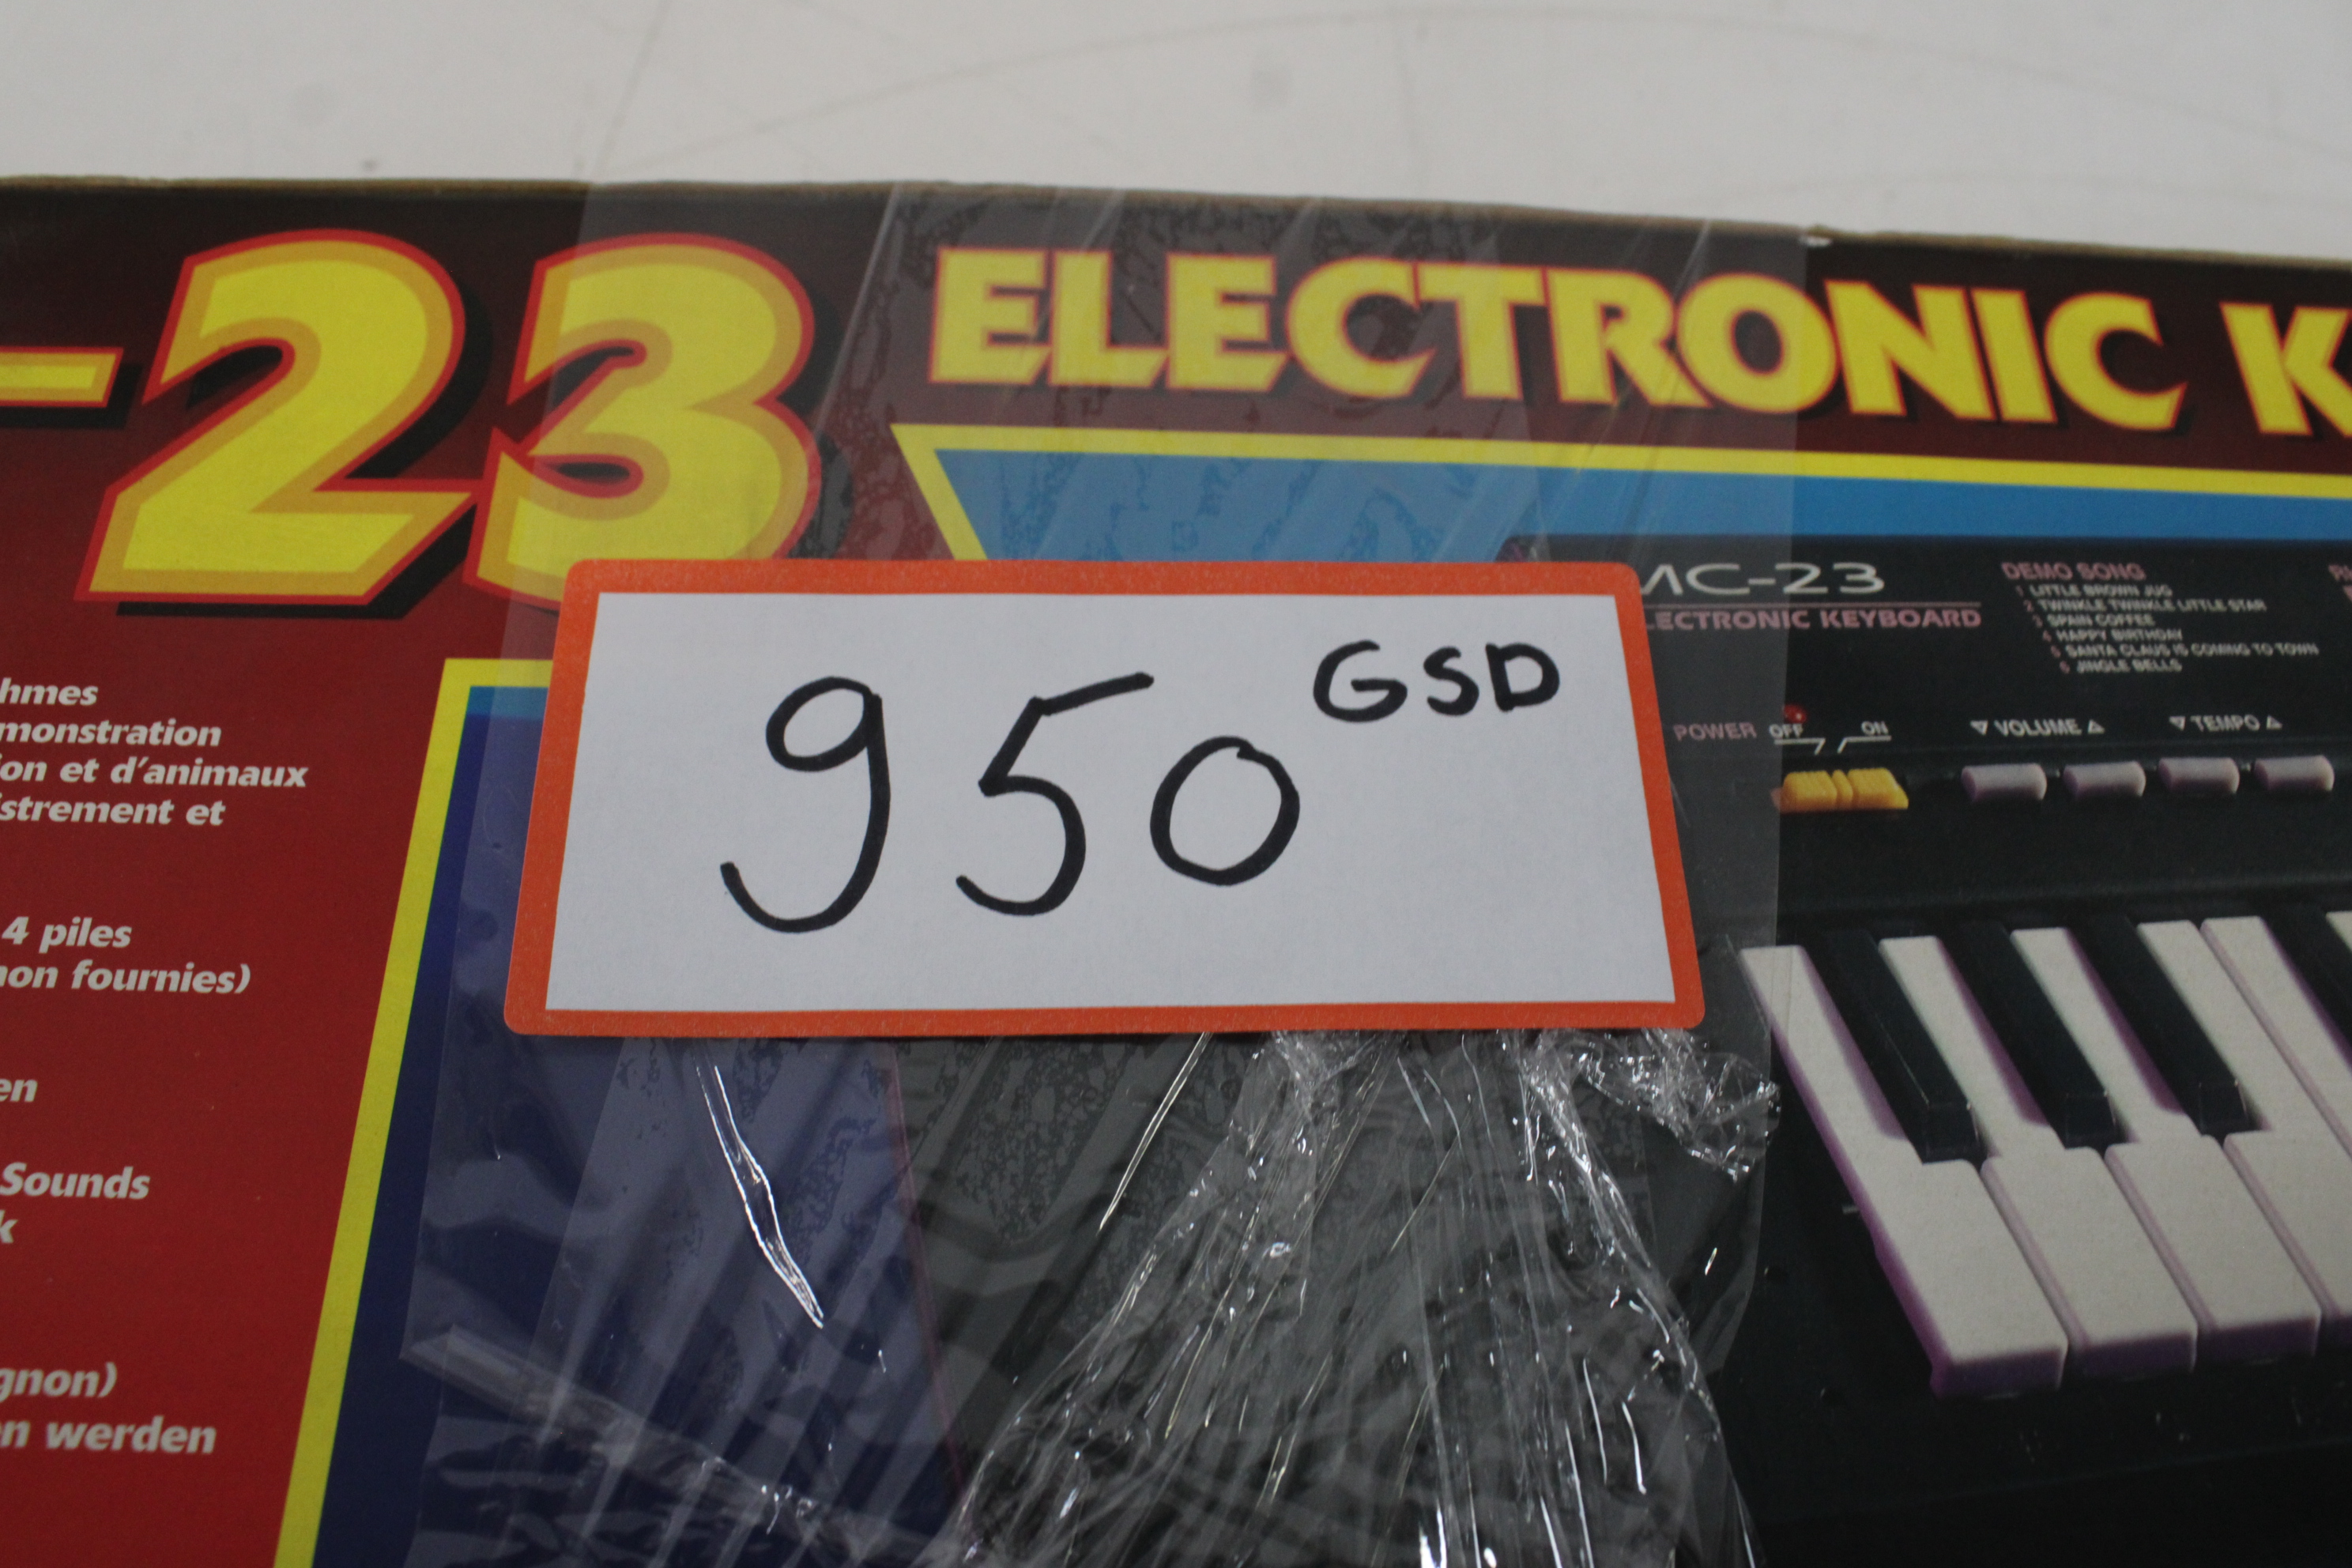 -23 ELECTRONIC K
MC-23
ELECTRONIC KEYBOARD
DEMO SONG
1 LITTLE BROWN JUG
2 TWINKLE TWINKLE LITTLE STAR
3 SPAIN COFFEE
4 HAPPY BIRTHDAY
5 SANTA CLAUS IS COMING TO TOWN
6 JINGLE BELLS
POWER OFF ON
VOLUME
TEMPO
950 GSD
hmes
monstration
ion et d'animaux
istrement et
4 piles
non fournies)
en
Sounds
k
gnon)
en werden